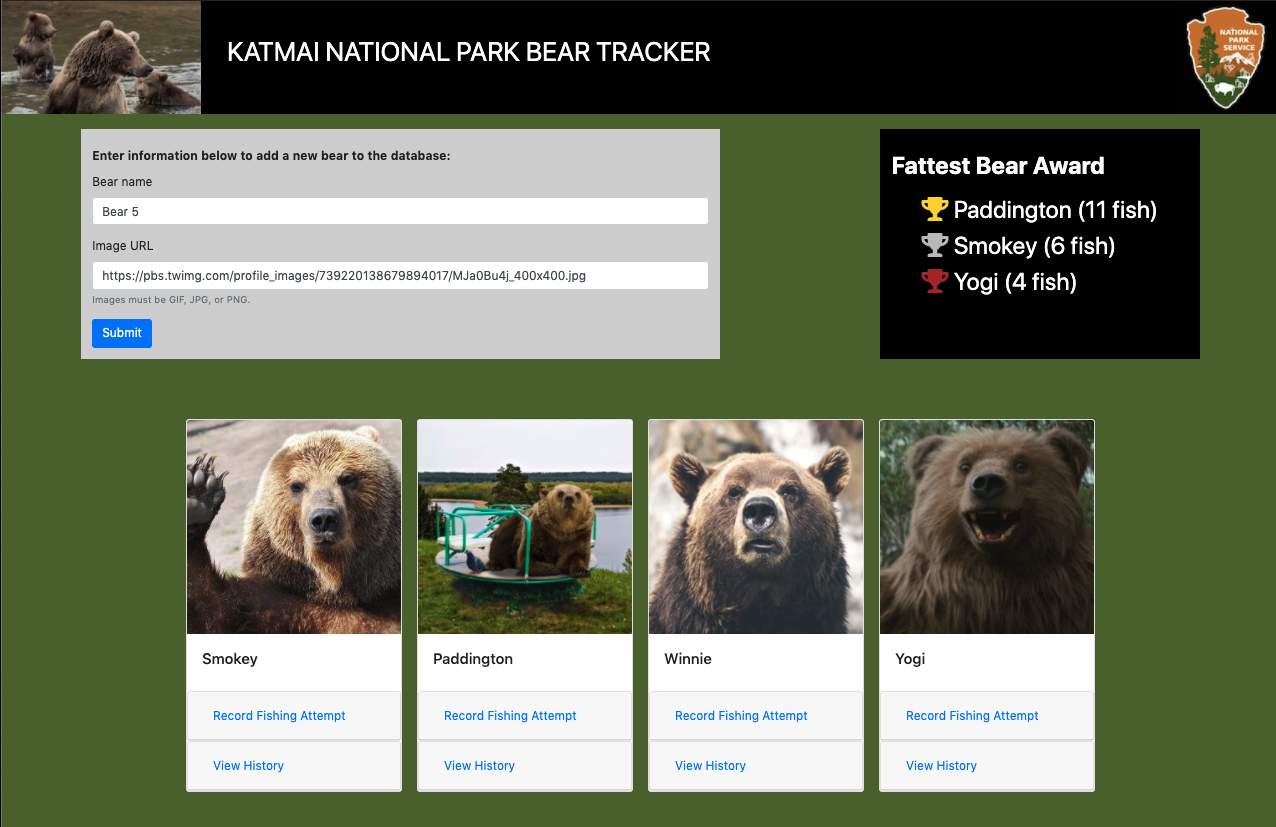 KATMAI NATIONAL PARK BEAR TRACKER
NATIONAL
PARK
SERVICE
Enter information below to add a new bear to the database:
Bear name
Bear 5
Image URL
https://pbs.twimg.com/profile_images/739220138679894017/MJa0Bu4j_400x400.jpg
Images must be GIF, JPG, or PNG.
Submit
Fattest Bear Award
Paddington (11 fish)
Smokey (6 fish)
Yogi (4 fish)
Smokey
Record Fishing Attempt
View History
Paddington
Record Fishing Attempt
View History
Winnie
Record Fishing Attempt
View History
Yogi
Record Fishing Attempt
View History